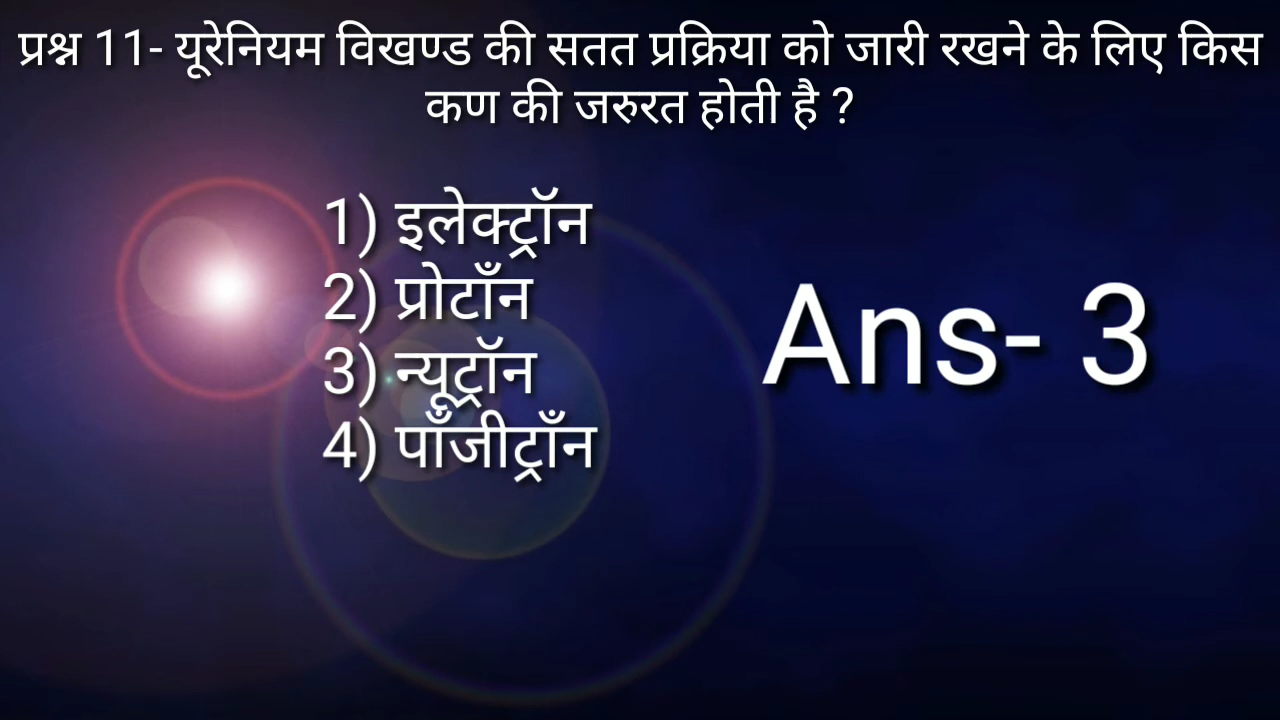 प्रश्न 11- यूरेनियम विखण्ड की सतत प्रक्रिया को जारी रखने के लिए किस
कण की जरुरत होती है ?
1) इलेक्ट्रॉन
2) प्रोटाँन
3) न्यूट्रॉन
4) पाँजीट्राँन
Ans- 3